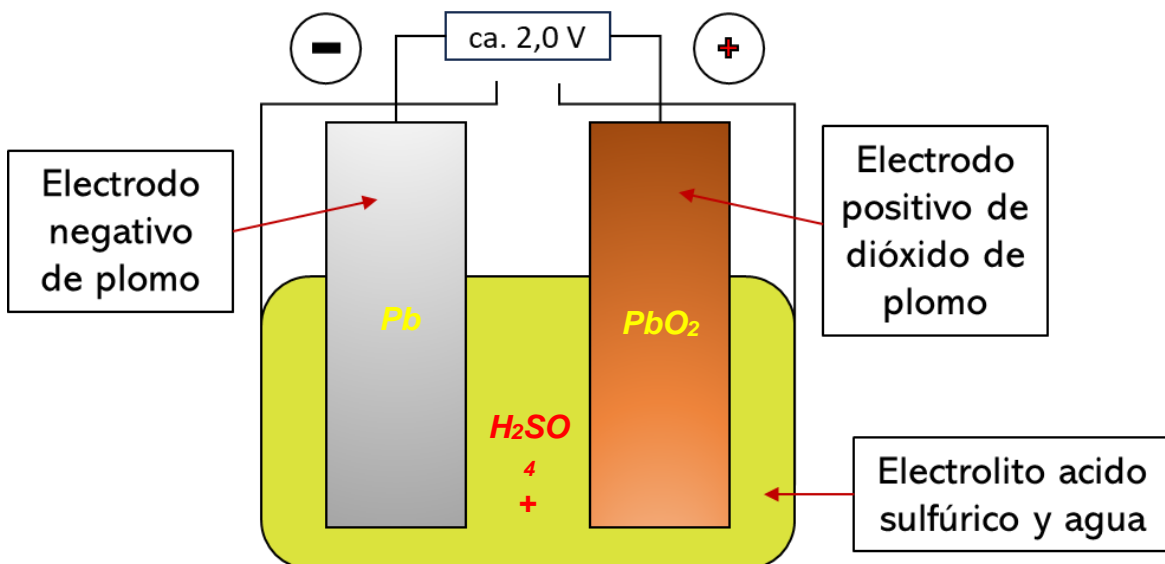 −
ca. 2,0 V
+
Electrodo
negativo
de plomo
Electrodo
positivo de
dióxido de
plomo
Pb
PbO₂
H₂SO
4
+
Electrolito acido
sulfúrico y agua